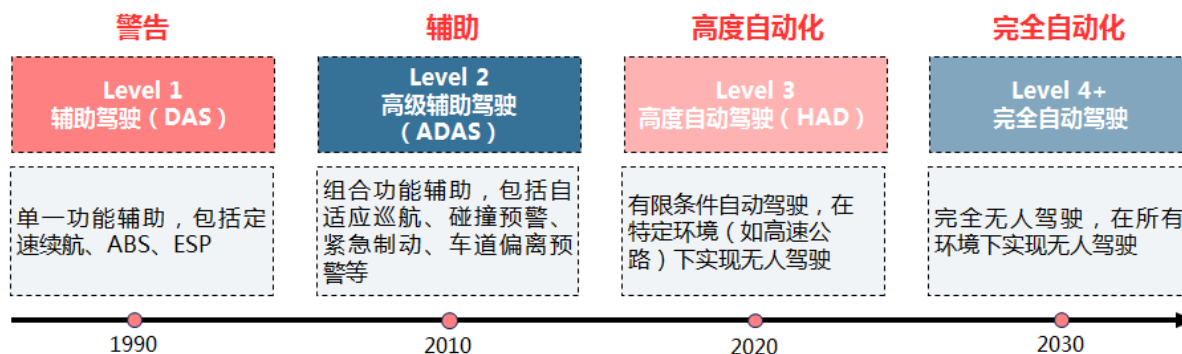 警告
辅助
高度自动化
完全自动化
Level 1
辅助驾驶（DAS）
Level 2
高级辅助驾驶
（ADAS）
Level 3
高度自动驾驶（HAD）
Level 4+
完全自动驾驶
单一功能辅助，包括定
速续航、ABS、ESP
组合功能辅助，包括自
适应巡航、碰撞预警、
紧急制动、车道偏离预
警等
有限条件自动驾驶，在
特定环境（如高速公
路）下实现无人驾驶
完全无人驾驶，在所有
环境下实现无人驾驶
1990
2010
2020
2030